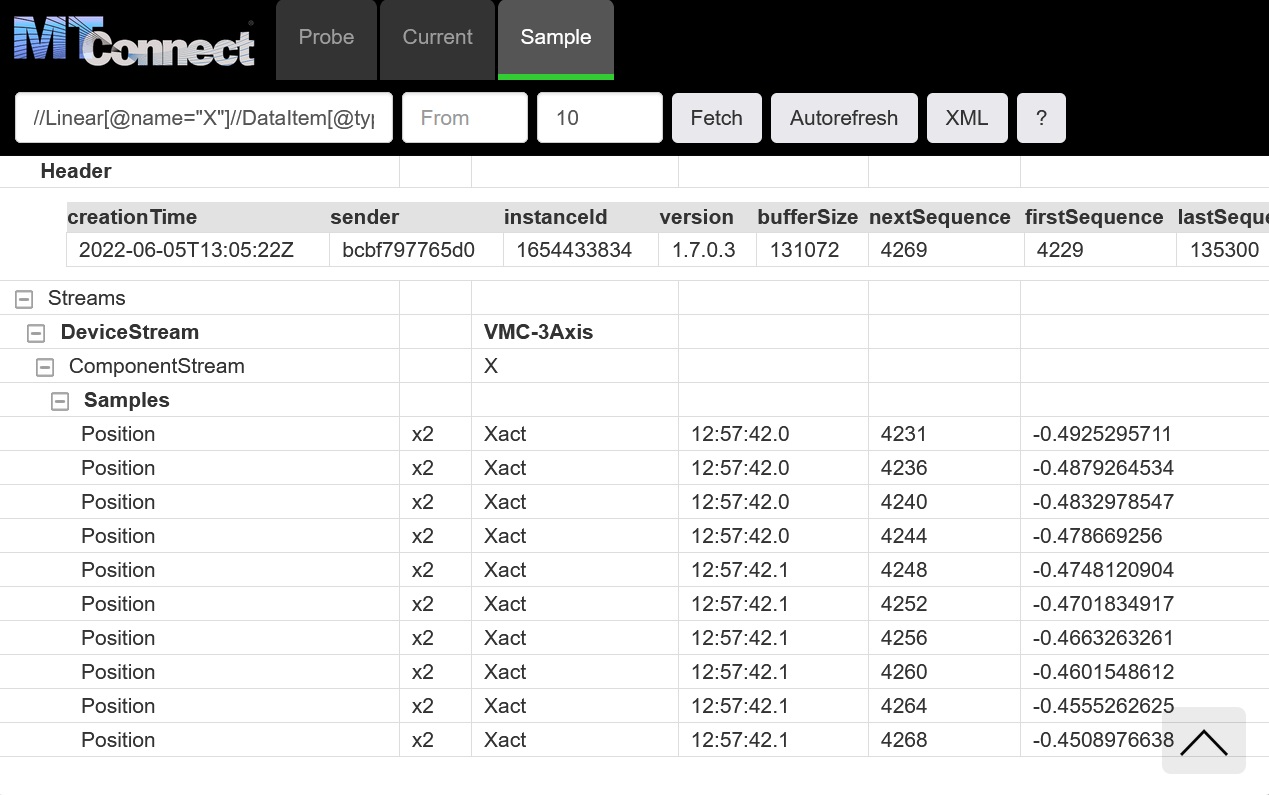 MTConnect
Probe Current Sample
//Linear[@name="X"]//DataItem[@typ From 10 Fetch Autorefresh XML ?
Header
creationTime sender instanceId version bufferSize nextSequence firstSequence lastSeque
2022-06-05T13:05:22Z bcbf797765d0 1654433834 1.7.0.3 131072 4269 4229 135300
Streams
DeviceStream VMC-3Axis
ComponentStream X
Samples
Position x2 Xact 12:57:42.0 4231 -0.4925295711
Position x2 Xact 12:57:42.0 4236 -0.4879264534
Position x2 Xact 12:57:42.0 4240 -0.4832978547
Position x2 Xact 12:57:42.0 4244 -0.478669256
Position x2 Xact 12:57:42.1 4248 -0.4748120904
Position x2 Xact 12:57:42.1 4252 -0.4701834917
Position x2 Xact 12:57:42.1 4256 -0.4663263261
Position x2 Xact 12:57:42.1 4260 -0.4601548612
Position x2 Xact 12:57:42.1 4264 -0.4555262625
Position x2 Xact 12:57:42.1 4268 -0.4508976638